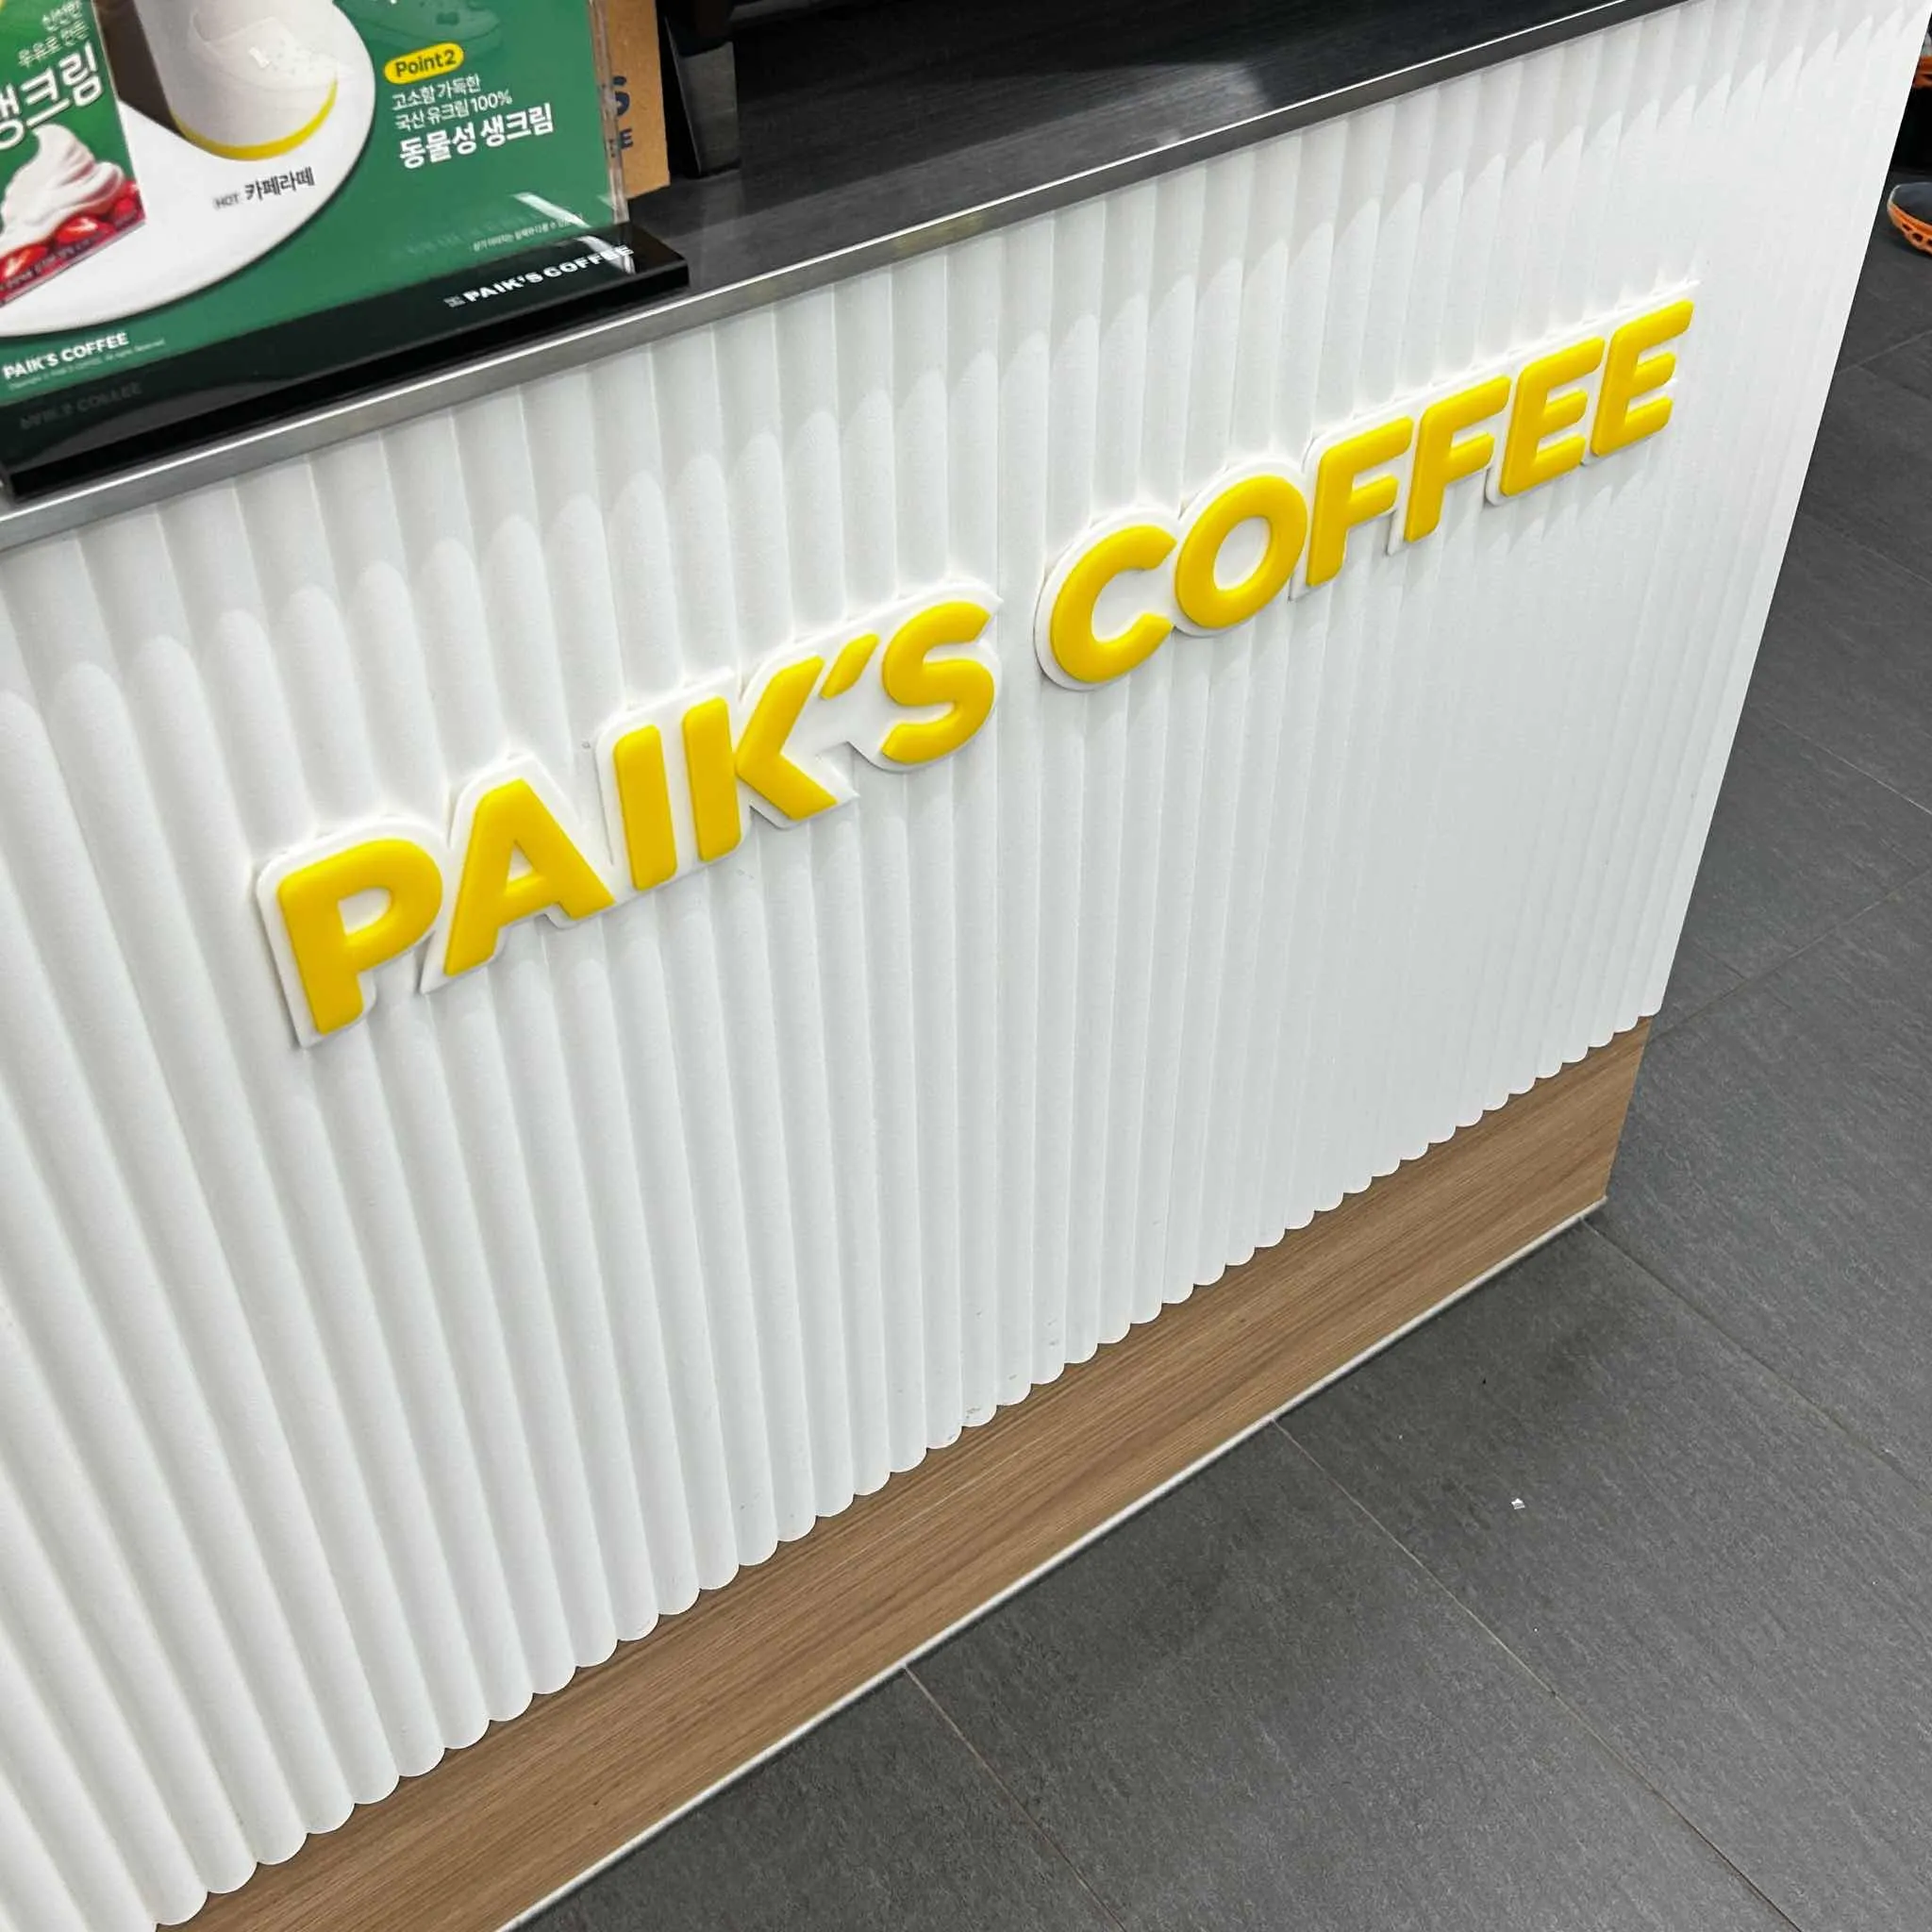 생크림
Point2
고소함 가득한
국산 유크림 100%
동물성 생크림
HOT 카페라떼
PAIK'S COFFEE
PAIK'S COFFEE
PAIK'S COFFEE